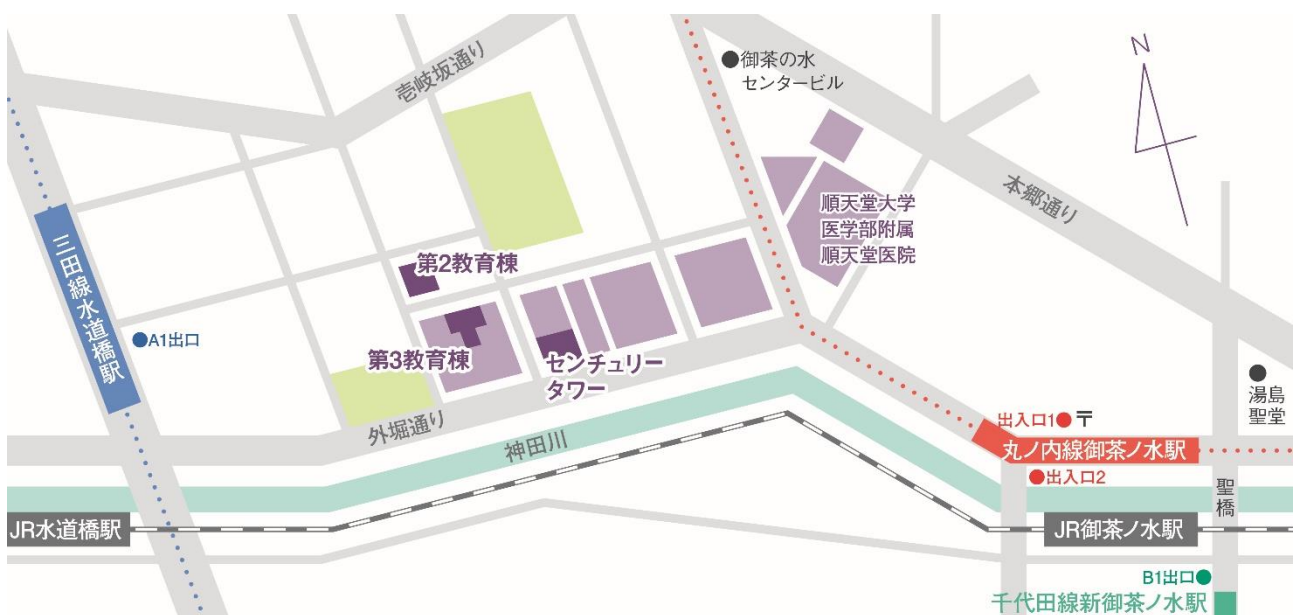 壱岐坂通り
御茶の水
センタービル
N
本郷通り
順天堂大学
医学部附属
順天堂医院
三田線水道橋駅
第2教育棟
A1出口
第3教育棟
センチュリー
タワー
湯島
聖堂
外堀通り
神田川
出入口1
〒
丸ノ内線御茶ノ水駅
出入口2
聖橋
JR水道橋駅
JR御茶ノ水駅
B1出口
千代田線新御茶ノ水駅